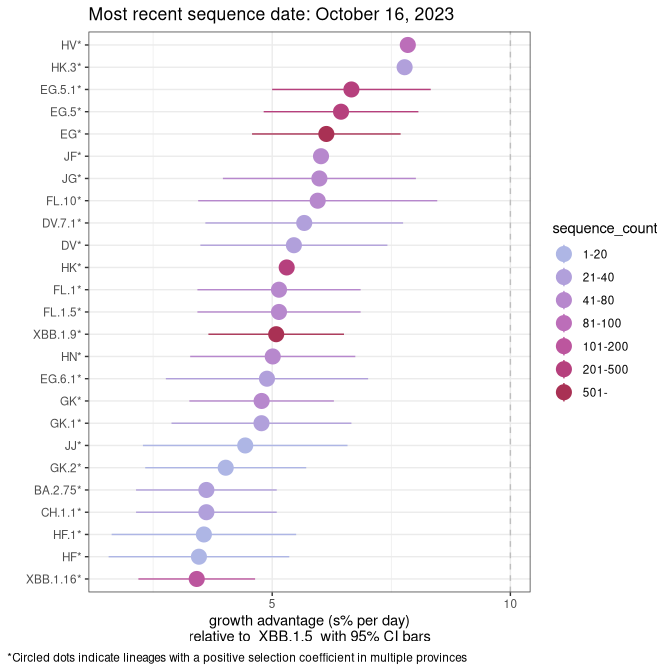 Most recent sequence date: October 16, 2023
HV*
HK.3*
EG.5.1*
EG.5*
EG*
JF*
JG*
FL.10*
DV.7.1*
DV*
HK*
FL.1*
FL.1.5*
XBB.1.9*
HN*
EG.6.1*
GK*
GK.1*
JJ*
GK.2*
BA.2.75*
CH.1.1*
HF.1*
HF*
XBB.1.16*
5 10
growth advantage (s% per day)
relative to XBB.1.5 with 95% CI bars
sequence_count
1-20
21-40
41-80
81-100
101-200
201-500
501-
*Circled dots indicate lineages with a positive selection coefficient in multiple provinces